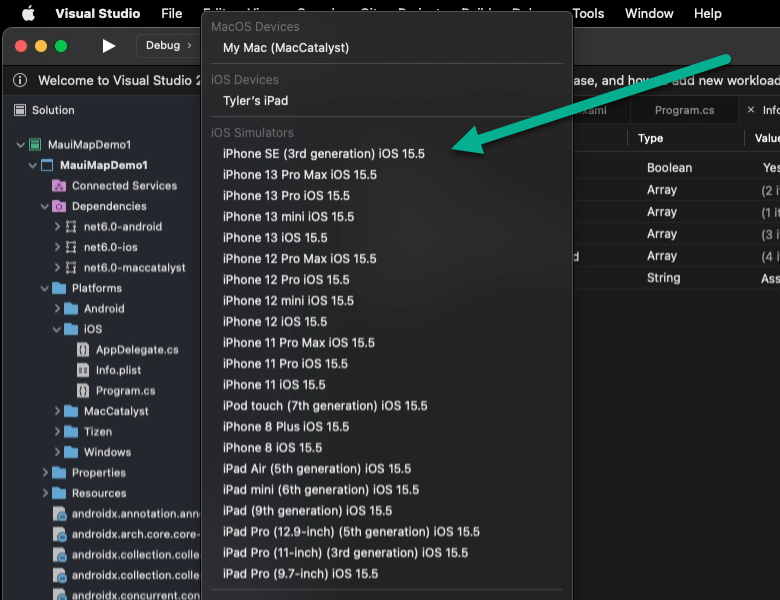 Visual Studio File Tools Window Help
MacOS Devices
My Mac (MacCatalyst)
Debug ›
iOS Devices
Welcome to Visual Studio 2 ase, and how to add new workload
Tyler's iPad
Solution
Program.cs
× Info
iOS Simulators
Type
Value
MauiMapDemo1
iPhone SE (3rd generation) iOS 15.5
MauiMapDemo1
Boolean
Yes
iPhone 13 Pro Max iOS 15.5
Connected Services
Array
(2 i
iPhone 13 Pro iOS 15.5
Dependencies
Array
(1 it
iPhone 13 mini iOS 15.5
net6.0-android
Array
(3 i
iPhone 13 iOS 15.5
net6.0-ios
Array
(4 i
iPhone 12 Pro Max iOS 15.5
net6.0-maccatalyst
String
Ass
iPhone 12 Pro iOS 15.5
Platforms
iPhone 12 mini iOS 15.5
Android
iPhone 12 iOS 15.5
iOS
iPhone 11 Pro Max iOS 15.5
AppDelegate.cs
iPhone 11 Pro iOS 15.5
Info.plist
iPhone 11 iOS 15.5
Program.cs
iPod touch (7th generation) iOS 15.5
MacCatalyst
iPhone 8 Plus iOS 15.5
Tizen
iPhone 8 iOS 15.5
Windows
iPad Air (5th generation) iOS 15.5
Properties
iPad mini (6th generation) iOS 15.5
Resources
iPad (9th generation) iOS 15.5
androidx.annotation.ann
iPad Pro (12.9-inch) (5th generation) iOS 15.5
androidx.arch.core.core-
iPad Pro (11-inch) (3rd generation) iOS 15.5
androidx.collection.colle
iPad Pro (9.7-inch) iOS 15.5
androidx.collection.colle
androidx.concurrent.con